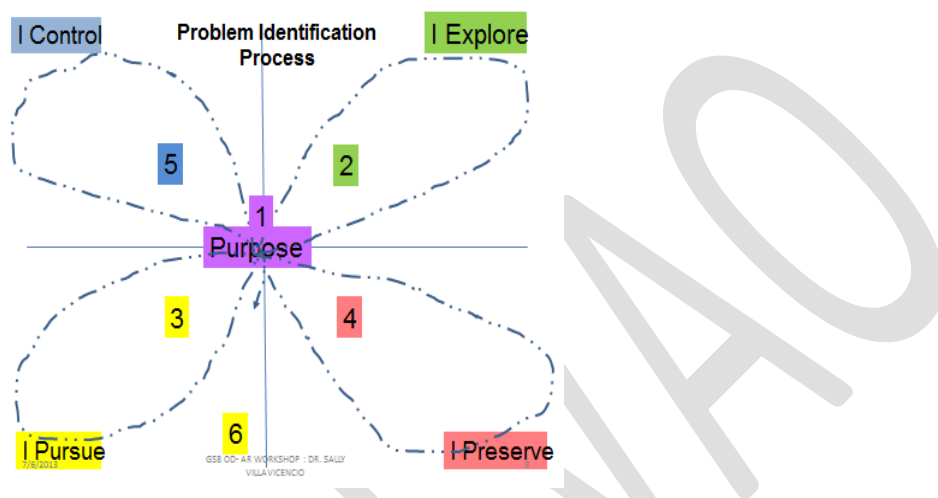 Problem Identification
Process
I Control
I Explore
5
2
1
Purpose
3
4
6
I Pursue
I Preserve
7/6/2013
GSB OD- AR WORKSHOP : DR. SALLY
VILLAVICENCIO